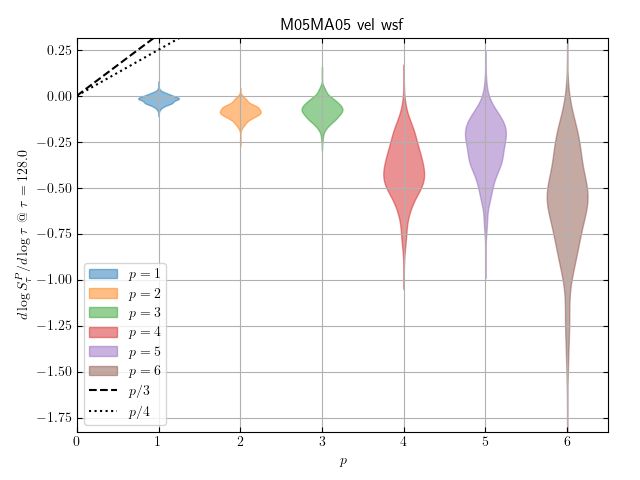 M05MA05 vel wsf
0.25
0.00
−0.25
−0.50
−0.75
−1.00
−1.25
−1.50
−1.75
d log S_τ^P / d log τ @ τ = 128.0
p = 1
p = 2
p = 3
p = 4
p = 5
p = 6
p/3
p/4
0 1 2 3 4 5 6
p